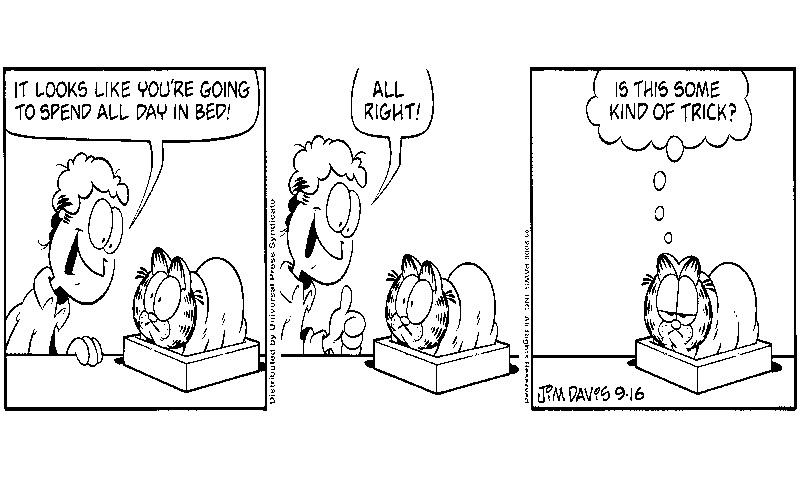 IT LOOKS LIKE YOU'RE GOING
TO SPEND ALL DAY IN BED!
Distributed by Universal Press Syndicate
ALL
RIGHT!
IS THIS SOME
KIND OF TRICK?
JIM DAVIS 9·16